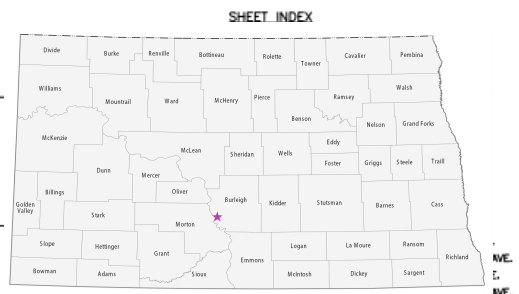 SHEET INDEX
Divide Burke Renville Bottineau Rolette Towner Cavalier Pembina
Williams Mountrail Ward McHenry Pierce Benson Ramsey Walsh
McKenzie McLean Sheridan Wells Eddy Foster Nelson Grand Forks
Dunn Mercer Oliver Griggs Steele Traill
Golden Valley Billings Stark Morton Burleigh Kidder Stutsman Barnes Cass
Slope Hettinger Grant Logan La Moure Ransom Richland
Bowman Adams Sioux Emmons McIntosh Dickey Sargent
AVE.
E.
AVE